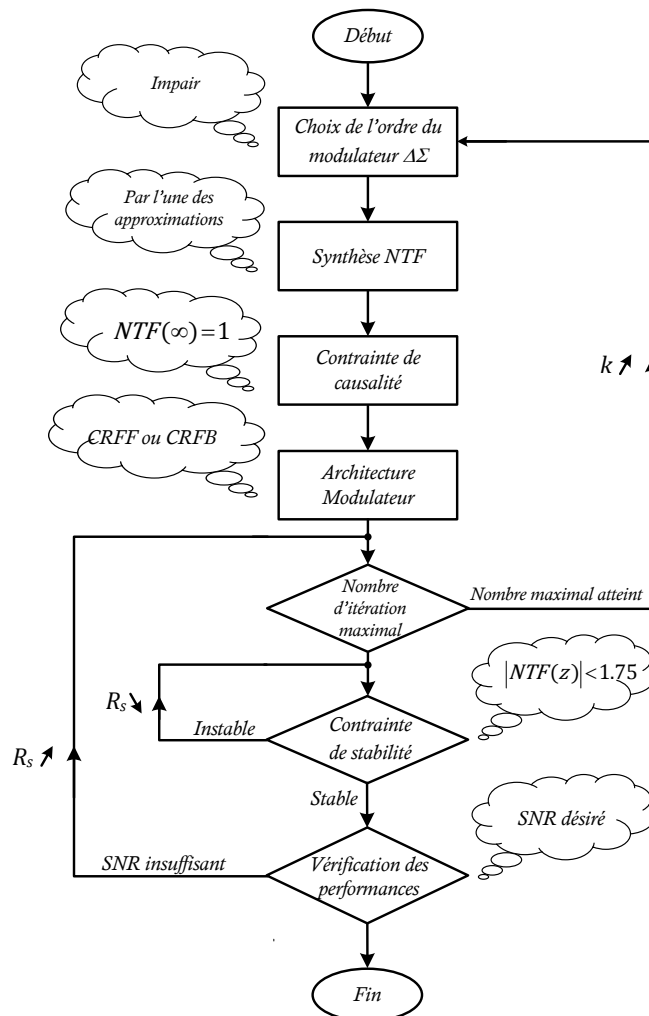 Début
Impair
Choix de l'ordre du
modulateur ΔΣ
Par l'une des
approximations
Synthèse NTF
NTF(∞)=1
Contrainte de
causalité
k
CRFF ou CRFB
Architecture
Modulateur
Nombre
d'itération
maximal
Nombre maximal atteint
|NTF(z)|<1.75
Rs
Instable
Contrainte
de stabilité
Rs
Stable
SNR désiré
SNR insuffisant
Vérification des
performances
Fin